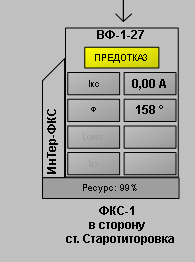 ВФ-1-27
ПРЕДОТКАЗ
Iкс 0,00 А
Φ 158 °
ИнТер-ФКС
Ресурс: 99%
ФКС-1
в сторону
ст. Старотиторовка